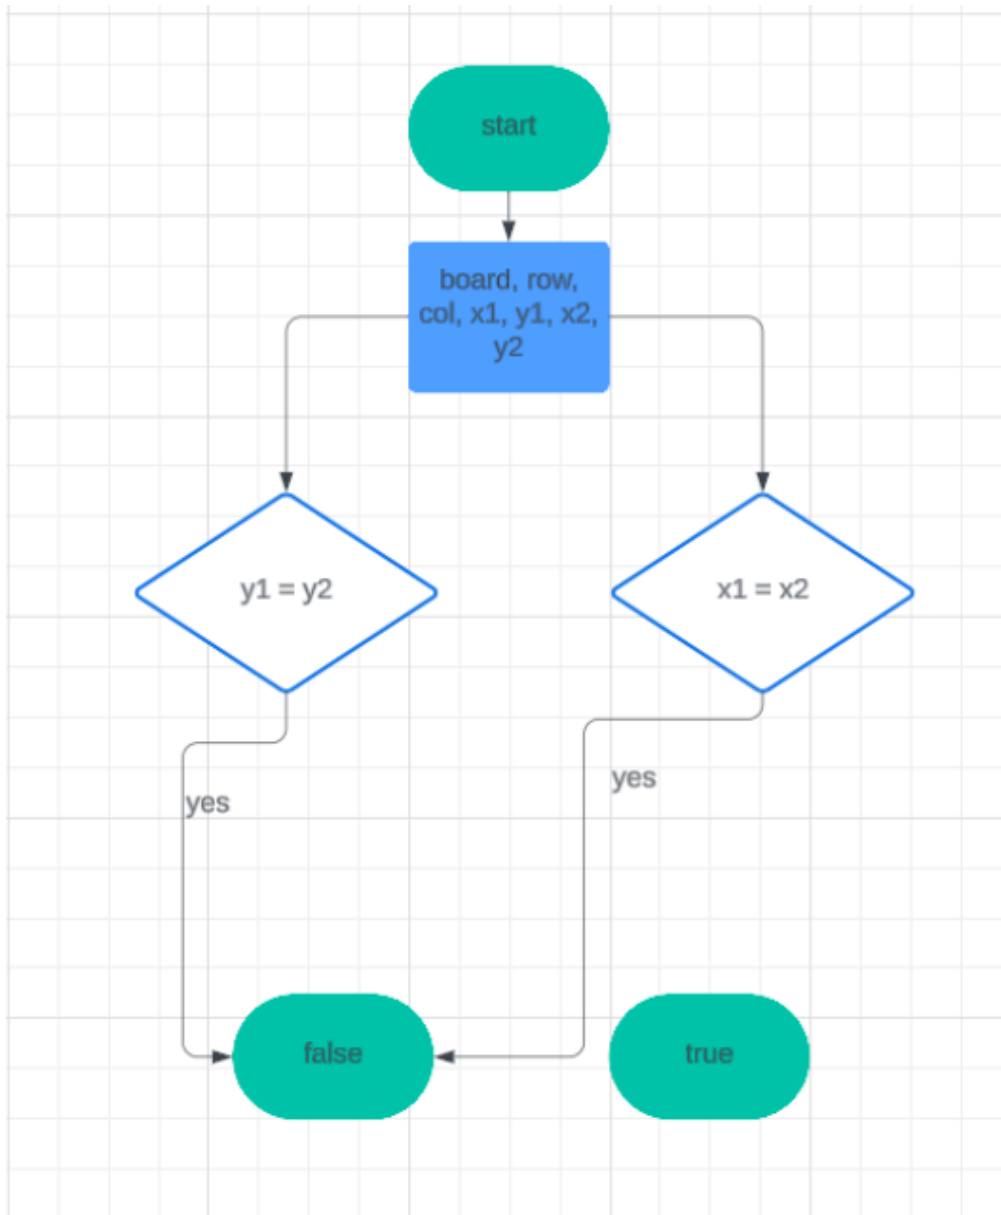 start
board, row,
col, x1, y1, x2,
y2
y1 = y2
x1 = x2
yes
yes
false
true